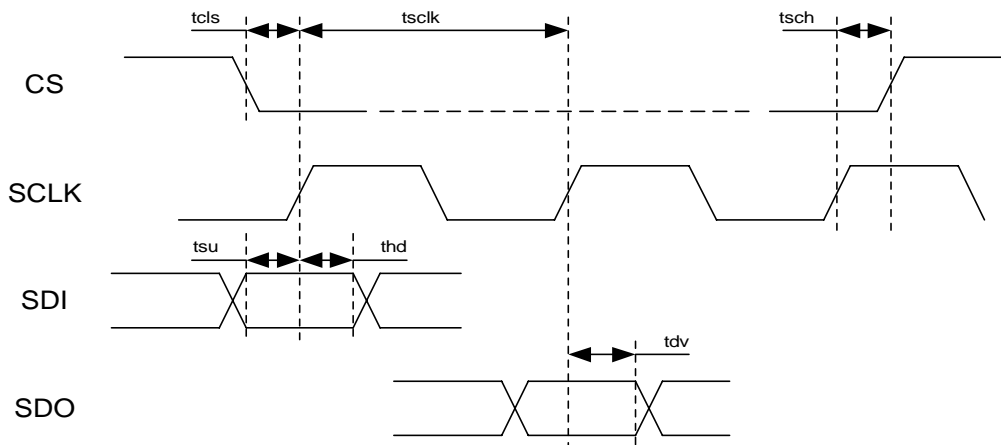 tcls tsclk tsch
CS
SCLK
tsu thd
SDI
tdv
SDO